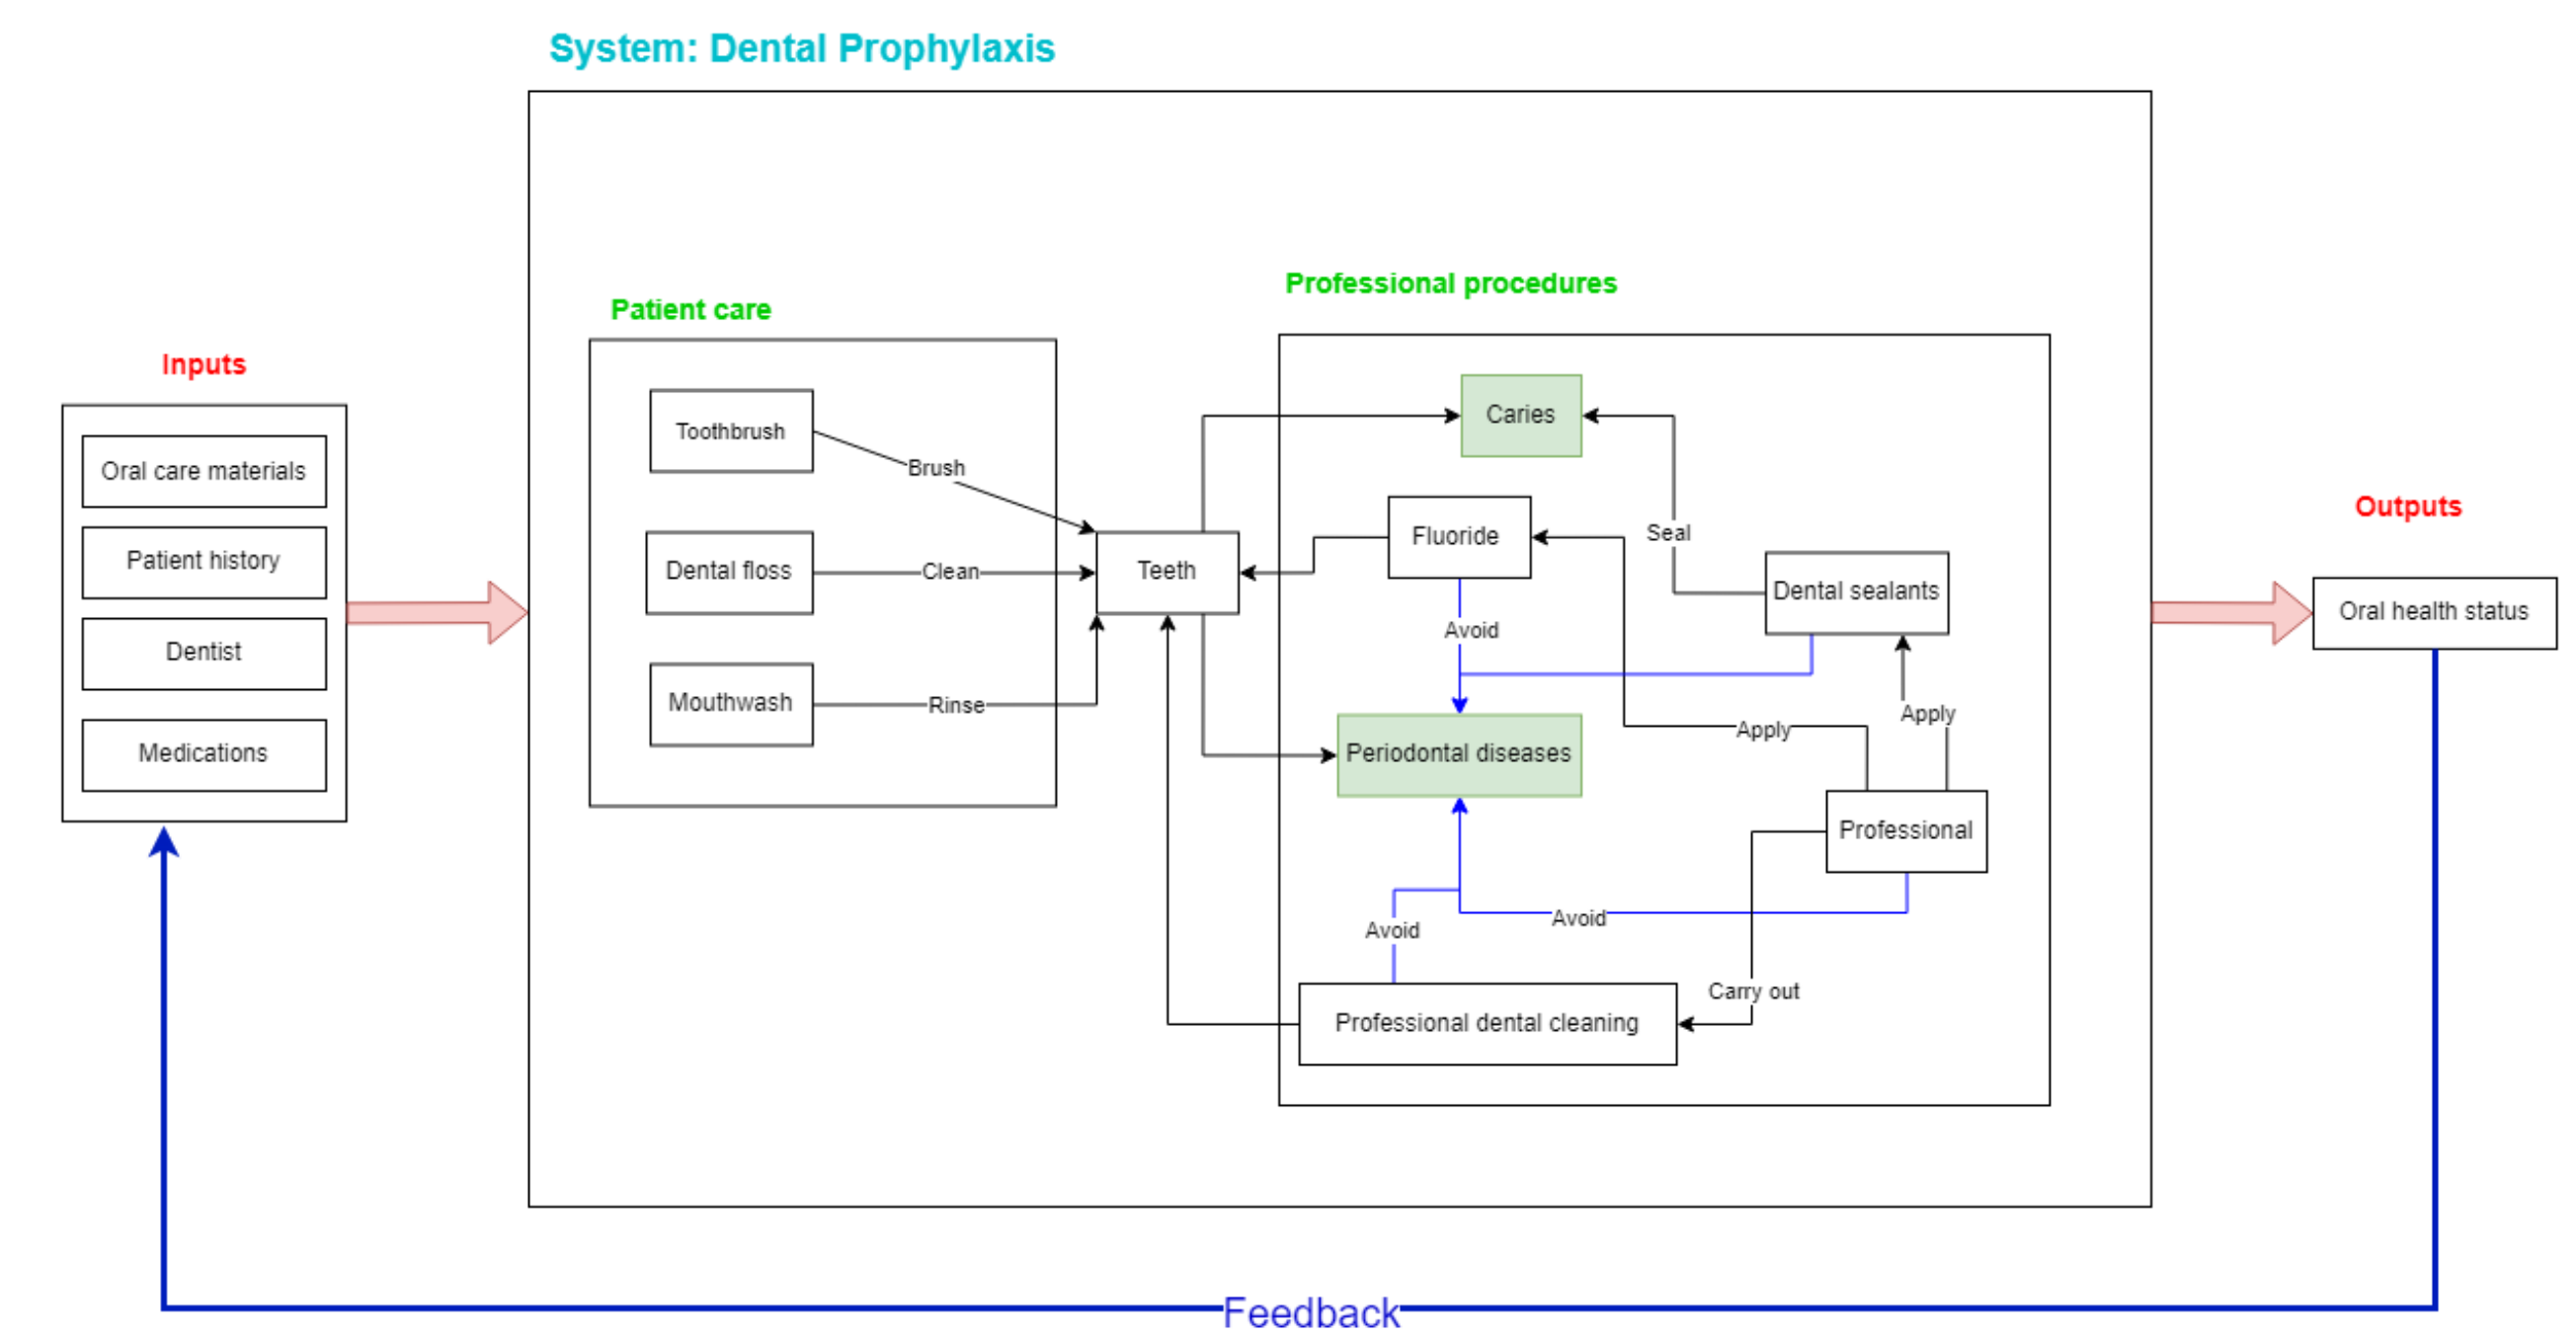 System: Dental Prophylaxis
Inputs
Oral care materials
Patient history
Dentist
Medications
Patient care
Toothbrush
Brush
Dental floss
Clean
Mouthwash
Rinse
Teeth
Professional procedures
Caries
Fluoride
Seal
Dental sealants
Avoid
Apply
Apply
Periodontal diseases
Professional
Avoid
Avoid
Carry out
Professional dental cleaning
Outputs
Oral health status
Feedback